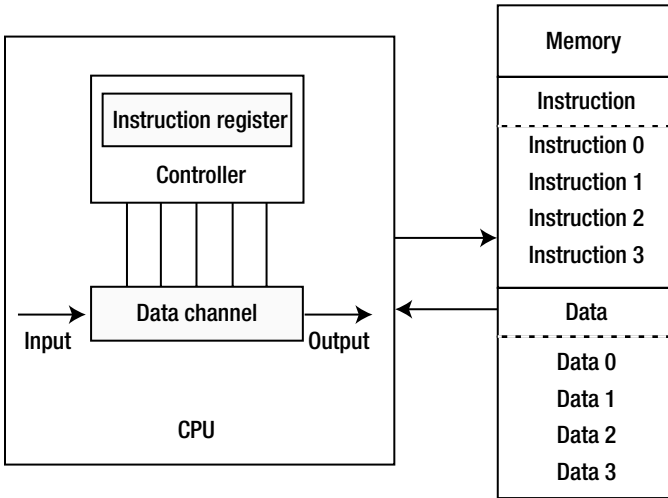 Instruction register
Controller
Data channel
Input
Output
CPU
Memory
Instruction
Instruction 0
Instruction 1
Instruction 2
Instruction 3
Data
Data 0
Data 1
Data 2
Data 3